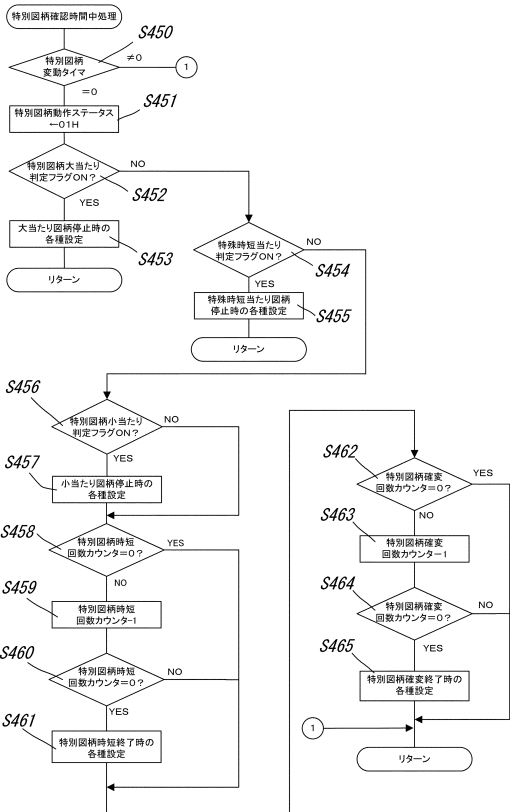 特別図柄確認時間中処理
S450
特別図柄
変動タイマ
≠0
1
=0
S451
特別図柄動作ステータス
←01H
特別図柄大当たり
判定フラグON?
NO
S452
YES
大当たり図柄停止時の
各種設定
S453
リターン
特殊時短当たり
判定フラグON?
NO
S454
YES
特殊時短当たり図柄
停止時の各種設定
S455
リターン
S456
特別図柄小当たり
判定フラグON?
NO
YES
S457
小当たり図柄停止時の
各種設定
S458
特別図柄時短
回数カウンタ=0?
YES
NO
S459
特別図柄時短
回数カウンタ-1
S460
特別図柄時短
回数カウンタ=0?
NO
YES
S461
特別図柄時短終了時の
各種設定
S462
特別図柄確変
回数カウンタ=0?
YES
NO
S463
特別図柄確変
回数カウンタ-1
S464
特別図柄確変
回数カウンタ=0?
NO
YES
S465
特別図柄確変終了時の
各種設定
1
リターン